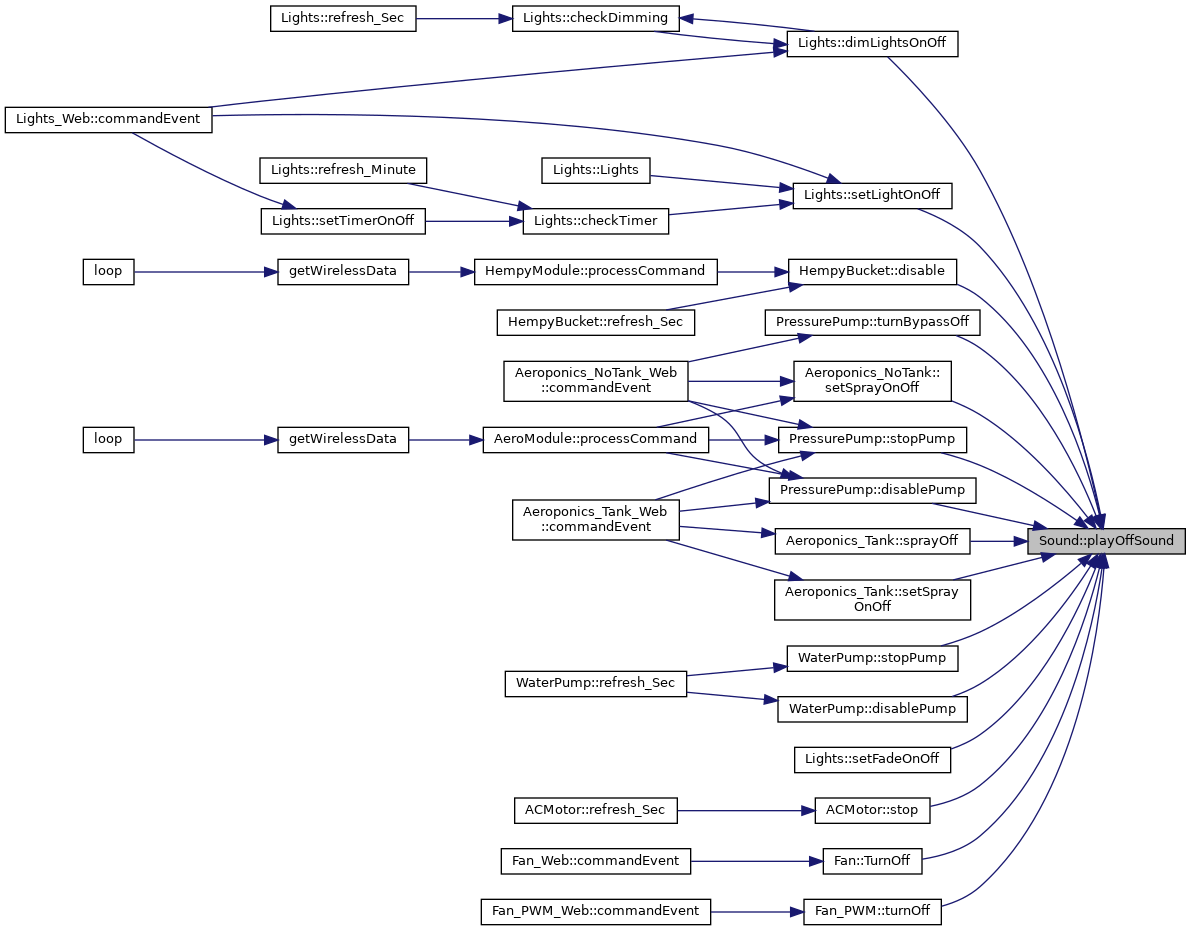 Lights::refresh_Sec
Lights::checkDimming
Lights::dimLightsOnOff
Lights_Web::commandEvent
Lights::refresh_Minute
Lights::Lights
Lights::setLightOnOff
Lights::setTimerOnOff
Lights::checkTimer
loop
getWirelessData
HempyModule::processCommand
HempyBucket::disable
HempyBucket::refresh_Sec
PressurePump::turnBypassOff
Aeroponics_NoTank_Web
::commandEvent
Aeroponics_NoTank::
setSprayOnOff
loop
getWirelessData
AeroModule::processCommand
PressurePump::stopPump
PressurePump::disablePump
Aeroponics_Tank_Web
::commandEvent
Aeroponics_Tank::sprayOff
Sound::playOffSound
Aeroponics_Tank::setSpray
OnOff
WaterPump::stopPump
WaterPump::refresh_Sec
WaterPump::disablePump
Lights::setFadeOnOff
ACMotor::refresh_Sec
ACMotor::stop
Fan_Web::commandEvent
Fan::TurnOff
Fan_PWM_Web::commandEvent
Fan_PWM::turnOff